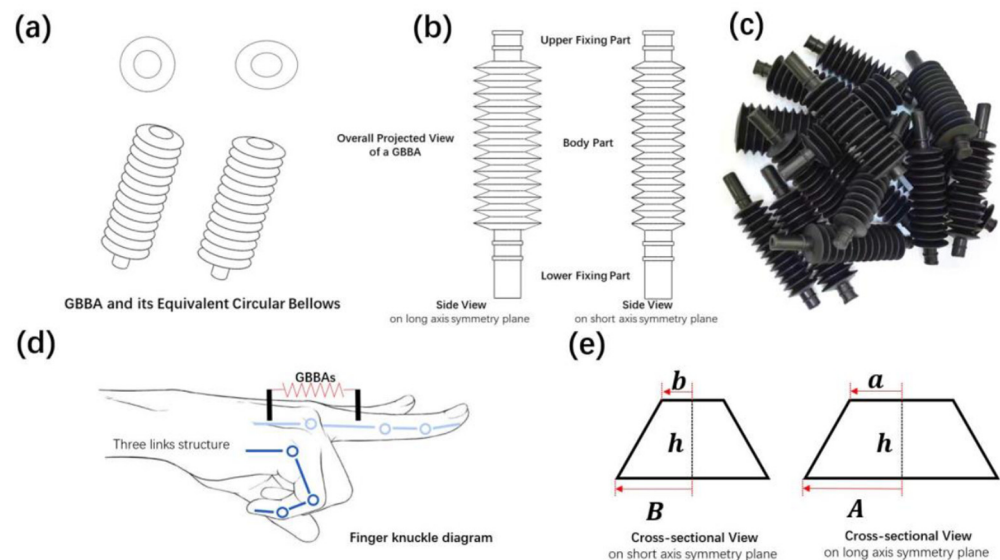 (a)
GBBA and its Equivalent Circular Bellows
(b)
Upper Fixing Part
Overall Projected View
of a GBBA
Body Part
Lower Fixing Part
Side View
on long axis symmetry plane
Side View
on short axis symmetry plane
(c)
(d)
GBBAs
Three links structure
Finger knuckle diagram
(e)
b
h
B
Cross-sectional View
on short axis symmetry plane
a
h
A
Cross-sectional View
on long axis symmetry plane